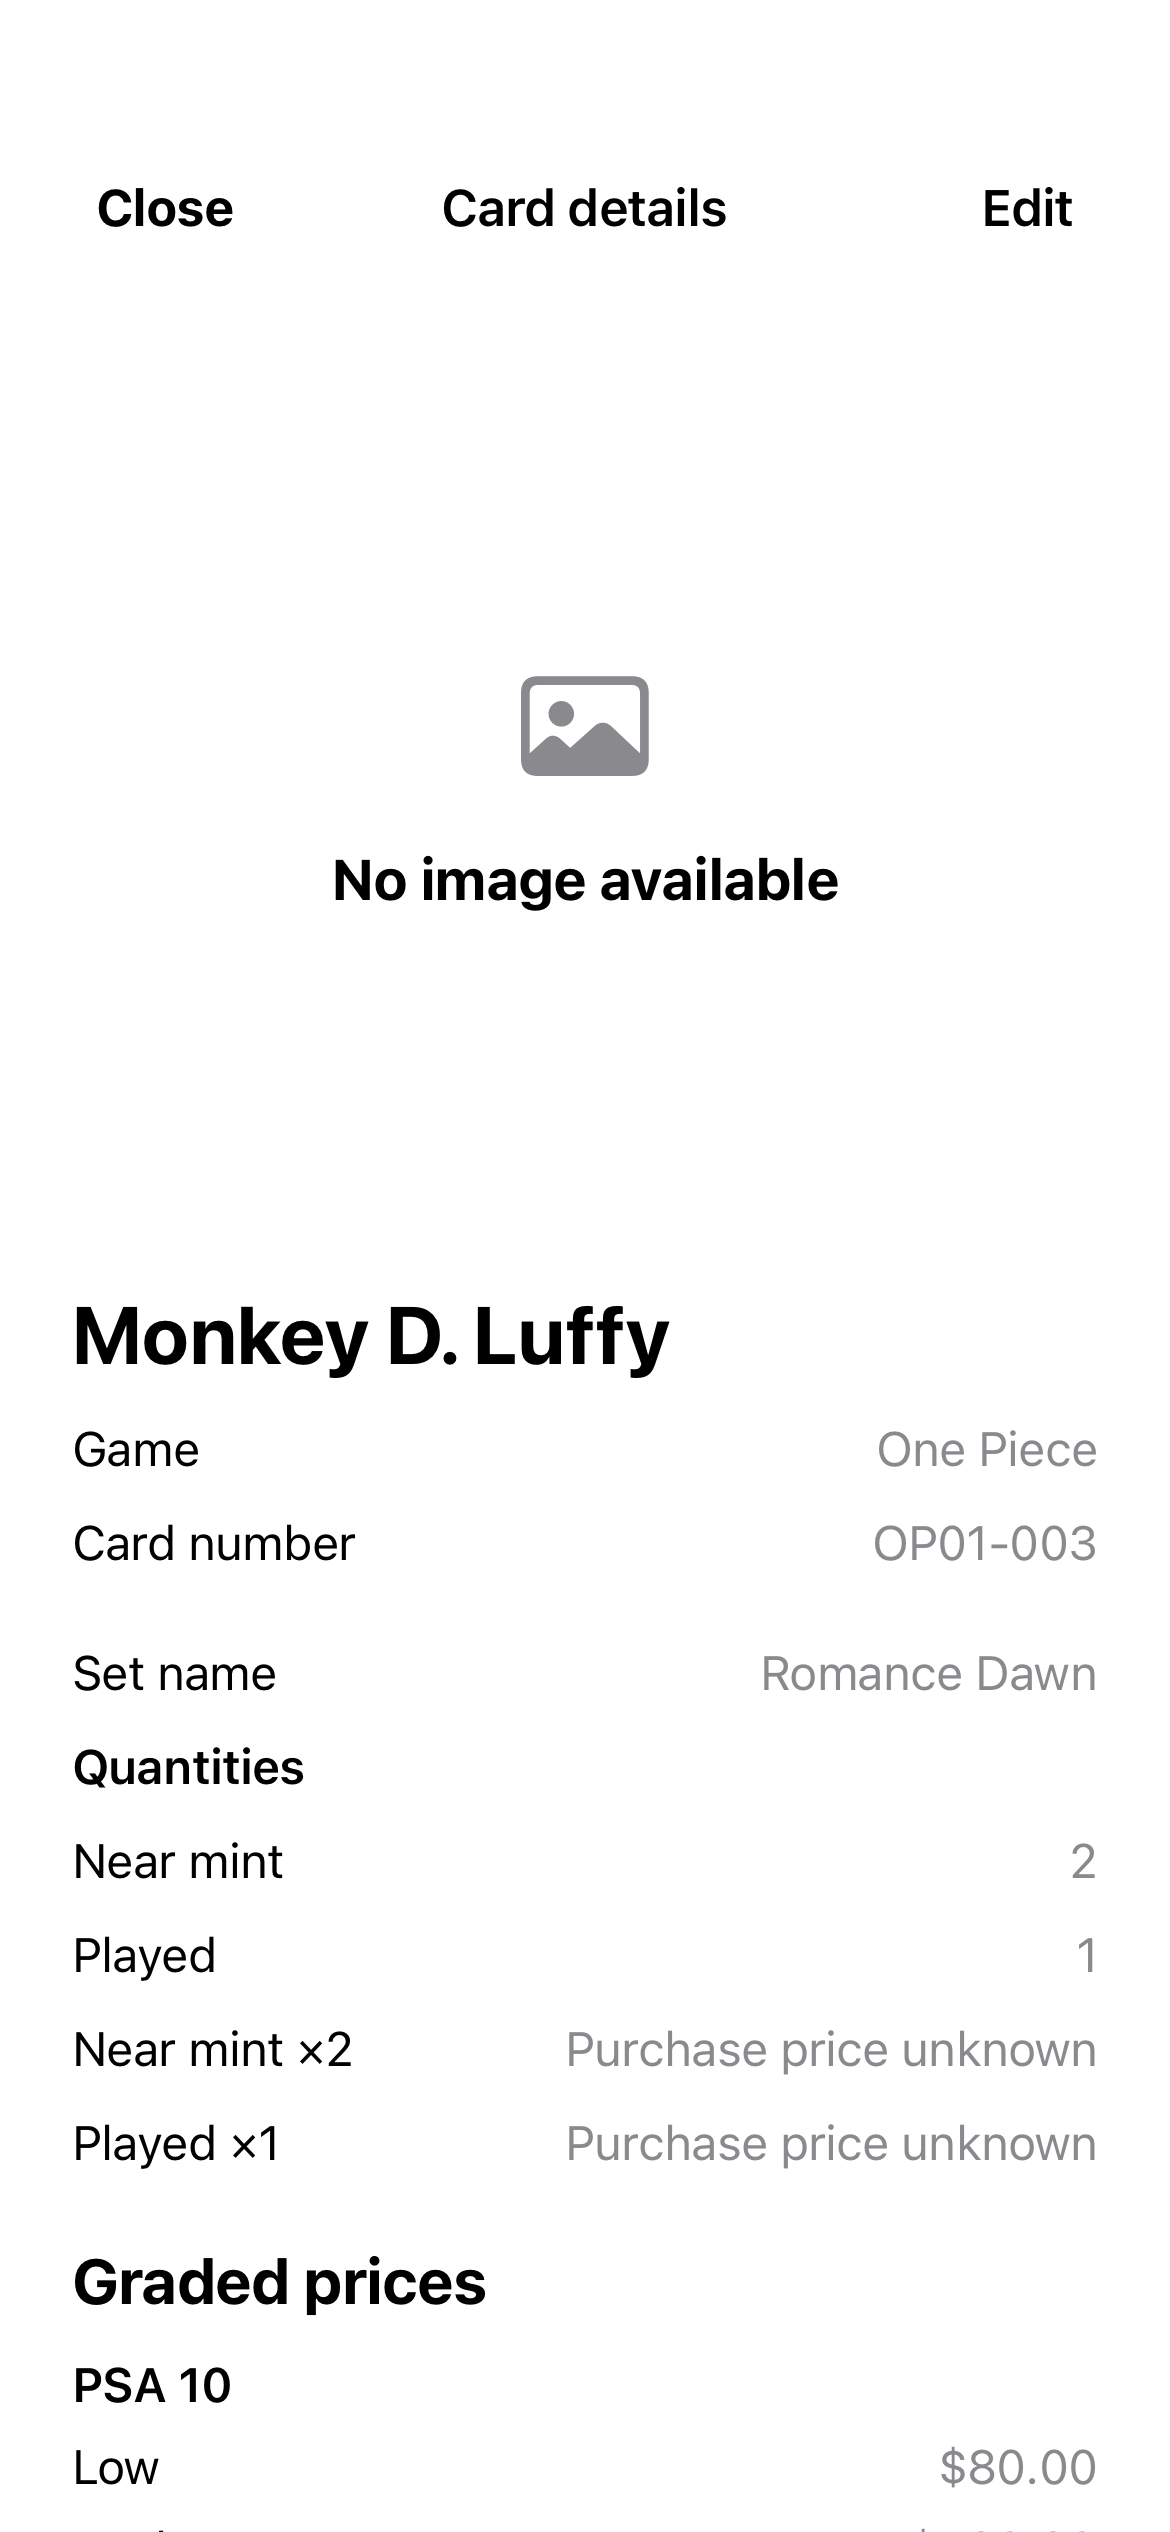 Close Card details Edit
No image available
Monkey D. Luffy
Game One Piece
Card number OP01-003
Set name Romance Dawn
Quantities
Near mint 2
Played 1
Near mint ×2 Purchase price unknown
Played ×1 Purchase price unknown
Graded prices
PSA 10
Low $80.00